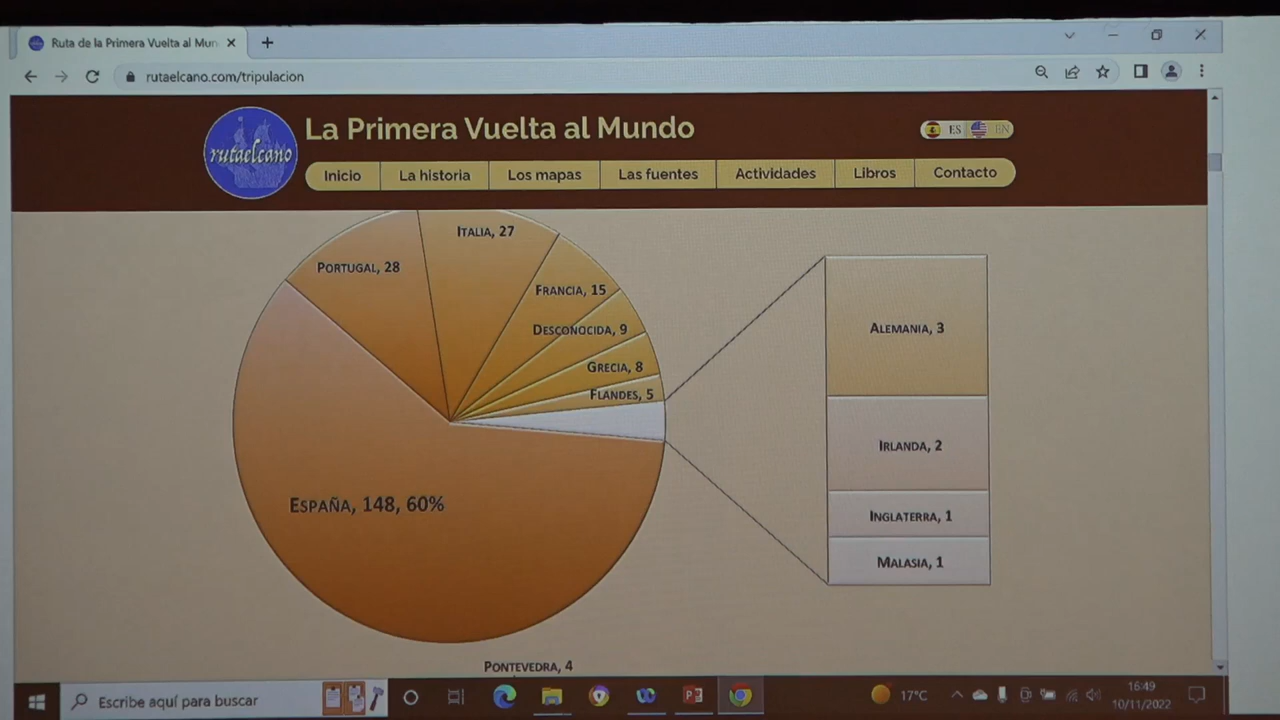 Ruta de la Primera Vuelta al Mun
rutaelcano.com/tripulacion
rutaelcano
La Primera Vuelta al Mundo
ES EN
Inicio La historia Los mapas Las fuentes Actividades Libros Contacto
ITALIA, 27
PORTUGAL, 28
FRANCIA, 15
DESCONOCIDA, 9
GRECIA, 8
FLANDES, 5
ESPAÑA, 148, 60%
ALEMANIA, 3
IRLANDA, 2
INGLATERRA, 1
MALASIA, 1
PONTEVEDRA, 4
Escribe aquí para buscar
17°C
16:49
10/11/2022